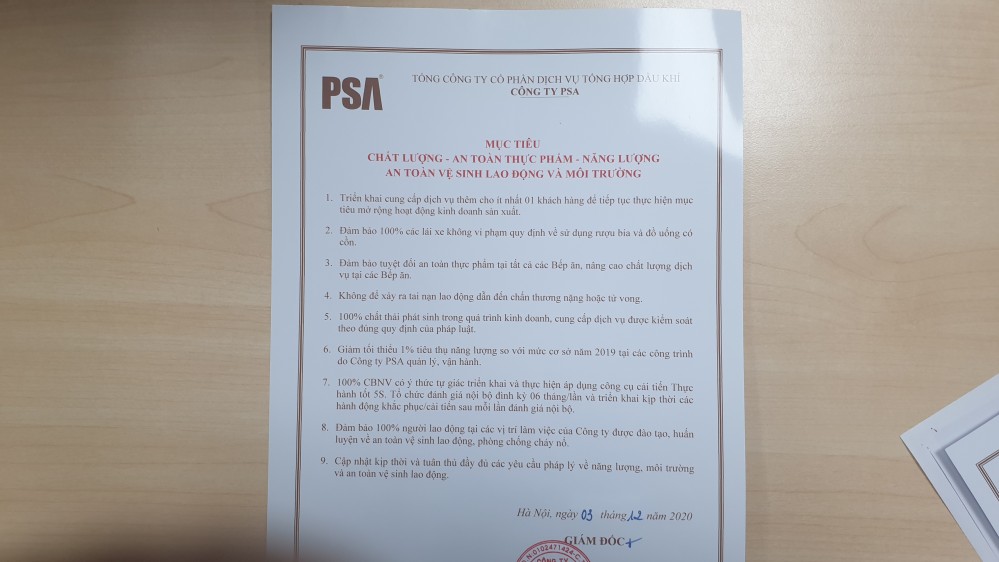 PSA®
TỔNG CÔNG TY CỔ PHẦN DỊCH VỤ TỔNG HỢP DẦU KHÍ
CÔNG TY PSA
MỤC TIÊU
CHẤT LƯỢNG - AN TOÀN THỰC PHẨM - NĂNG LƯỢNG
AN TOÀN VỆ SINH LAO ĐỘNG VÀ MÔI TRƯỜNG
1. Triển khai cung cấp dịch vụ thêm cho ít nhất 01 khách hàng để tiếp tục thực hiện mục
tiêu mở rộng hoạt động kinh doanh sản xuất.
2. Đảm bảo 100% các lái xe không vi phạm quy định về sử dụng rượu bia và đồ uống có
cồn.
3. Đảm bảo tuyệt đối an toàn thực phẩm tại tất cả các Bếp ăn, nâng cao chất lượng dịch
vụ tại các Bếp ăn.
4. Không để xảy ra tai nạn lao động dẫn đến chấn thương nặng hoặc tử vong.
5. 100% chất thải phát sinh trong quá trình kinh doanh, cung cấp dịch vụ được kiểm soát
theo đúng quy định của pháp luật.
6. Giảm tối thiểu 1% tiêu thụ năng lượng so với mức cơ sở năm 2019 tại các công trình
do Công ty PSA quản lý, vận hành.
7. 100% CBNV có ý thức tự giác triển khai và thực hiện áp dụng công cụ cải tiến Thực
hành tốt 5S. Tổ chức đánh giá nội bộ định kỳ 06 tháng/lần và triển khai kịp thời các
hành động khắc phục/cải tiến sau mỗi lần đánh giá nội bộ.
8. Đảm bảo 100% người lao động tại các vị trí làm việc của Công ty được đào tạo, huấn
luyện về an toàn vệ sinh lao động, phòng chống cháy nổ.
9. Cập nhật kịp thời và tuân thủ đầy đủ các yêu cầu pháp lý về năng lượng, môi trường
và an toàn vệ sinh lao động.
Hà Nội, ngày 03 tháng 12 năm 2020
GIÁM ĐỐC
CÔNG TY